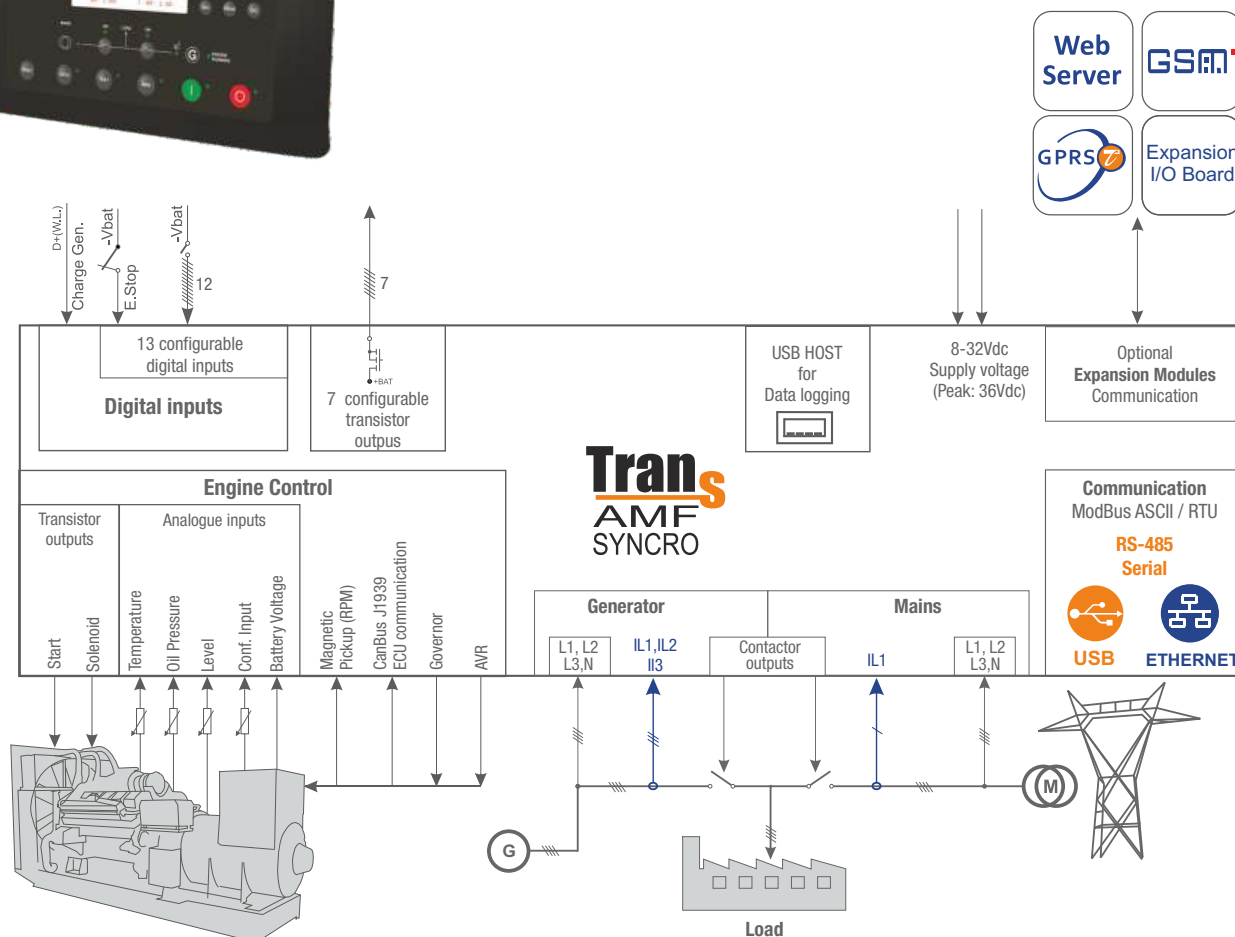 Web
Server
GSM
GPRS
Expansion
I/O Board
D+(W.L.)
Charge Gen.
-Vbat
E.Stop
-Vbat
12
7
13 configurable
digital inputs
Digital inputs
+BAT
7 configurable
transistor
outpus
USB HOST
for
Data logging
8-32Vdc
Supply voltage
(Peak: 36Vdc)
Optional
Expansion Modules
Communication
Trans
AMF
SYNCRO
Engine Control
Transistor
outputs
Analogue inputs
Start
Solenoid
Temperature
Oil Pressure
Level
Conf. Input
Battery Voltage
Magnetic
Pickup (RPM)
CanBus J1939
ECU communication
Governor
AVR
Communication
ModBus ASCII / RTU
RS-485
Serial
USB
ETHERNET
Generator
Mains
L1, L2
L3,N
IL1,IL2
Il3
Contactor
outputs
IL1
L1, L2
L3,N
G
M
Load